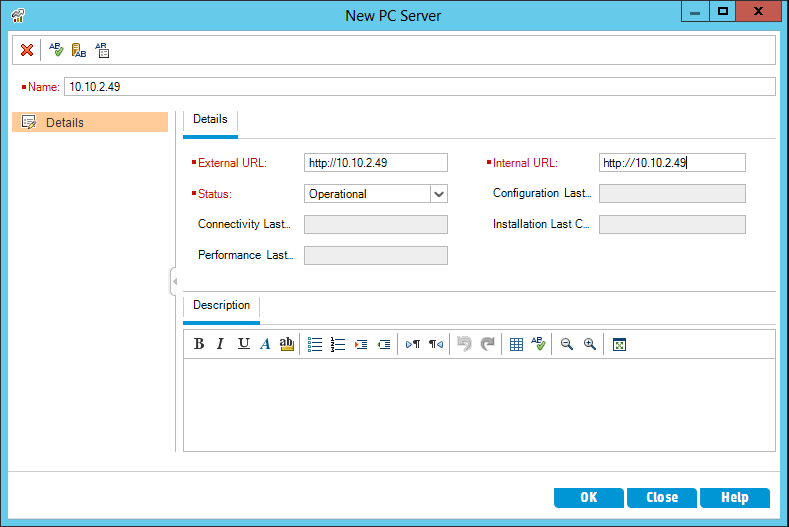 New PC Server
Name: 10.10.2.49
Details
Details
External URL: http://10.10.2.49 Internal URL: http://10.10.2.49
Status: Operational Configuration Last...
Connectivity Last... Installation Last C...
Performance Last...
Description
B I U A ab
OK Close Help